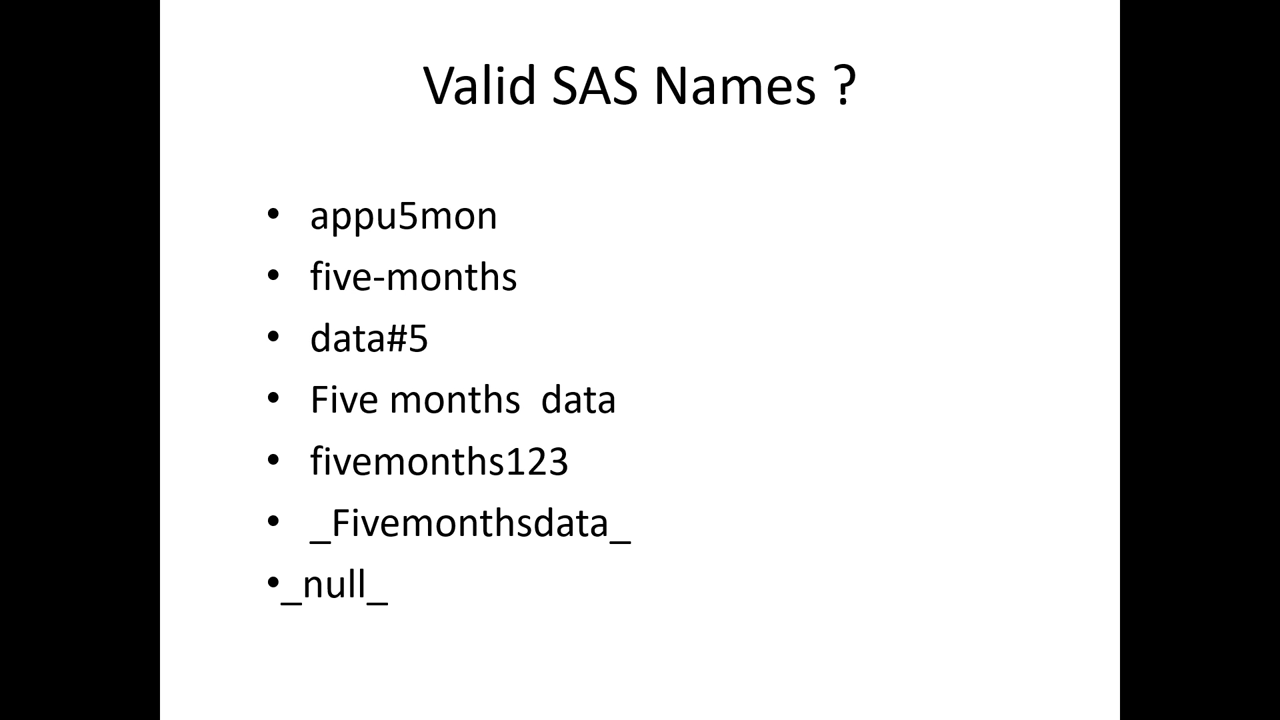 Valid SAS Names ?
• appu5mon
• five-months
• data#5
• Five months  data
• fivemonths123
• _Fivemonthsdata_
•_null_